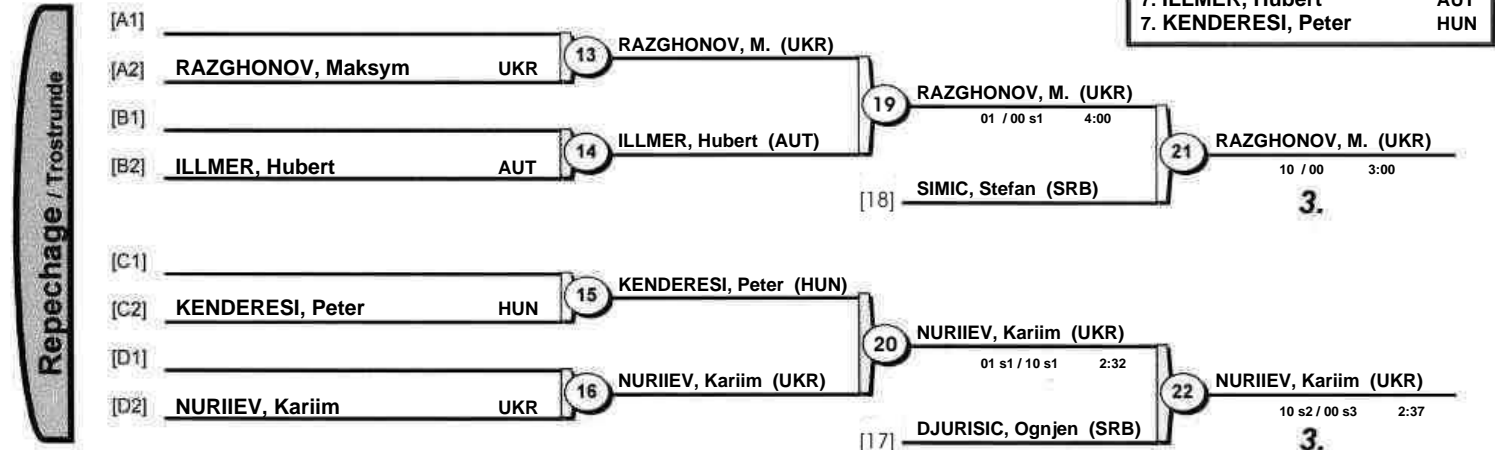 7. ILLMER, Hubert AUT
7. KENDERESI, Peter HUN
Repechage / Trostrunde
[A1]
[A2] RAZGHONOV, Maksym UKR
13
RAZGHONOV, M. (UKR)
[B1]
[B2] ILLMER, Hubert AUT
14
ILLMER, Hubert (AUT)
19
RAZGHONOV, M. (UKR)
01 / 00 s1 4:00
[18] SIMIC, Stefan (SRB)
21
RAZGHONOV, M. (UKR)
10 / 00 3:00
3.
[C1]
[C2] KENDERESI, Peter HUN
15
KENDERESI, Peter (HUN)
[D1]
[D2] NURIIEV, Kariim UKR
16
NURIIEV, Kariim (UKR)
20
NURIIEV, Kariim (UKR)
01 s1 / 10 s1 2:32
[17] DJURISIC, Ognjen (SRB)
22
NURIIEV, Kariim (UKR)
10 s2 / 00 s3 2:37
3.